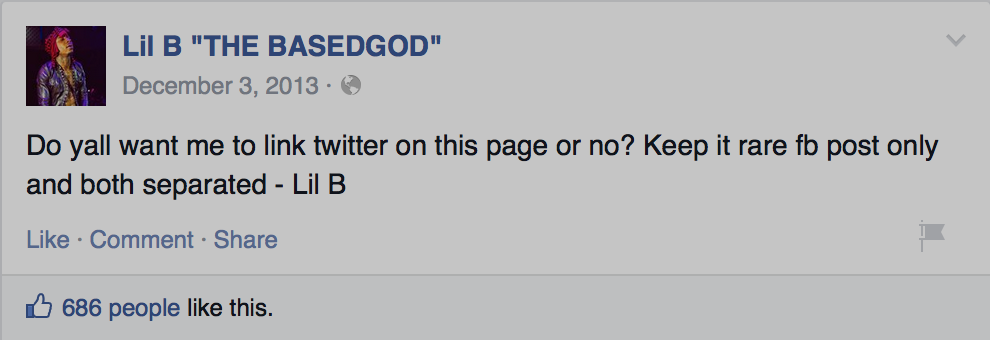 Lil B "THE BASEDGOD"
December 3, 2013 ·
Do yall want me to link twitter on this page or no? Keep it rare fb post only
and both separated - Lil B
Like · Comment · Share
686 people like this.